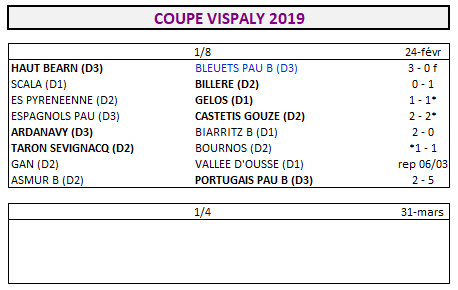 COUPE VISPALY 2019
1/8 24-févr
HAUT BEARN (D3) BLEUETS PAU B (D3) 3 - 0 f
SCALA (D1) BILLERE (D2) 0 - 1
ES PYRENEENNE (D2) GELOS (D1) 1 - 1*
ESPAGNOLS PAU (D3) CASTETIS GOUZE (D2) 2 - 2*
ARDANAVY (D3) BIARRITZ B (D1) 2 - 0
TARON SEVIGNACQ (D2) BOURNOS (D2) *1 - 1
GAN (D2) VALLEE D'OUSSE (D1) rep 06/03
ASMUR B (D2) PORTUGAIS PAU B (D3) 2 - 5
1/4 31-mars